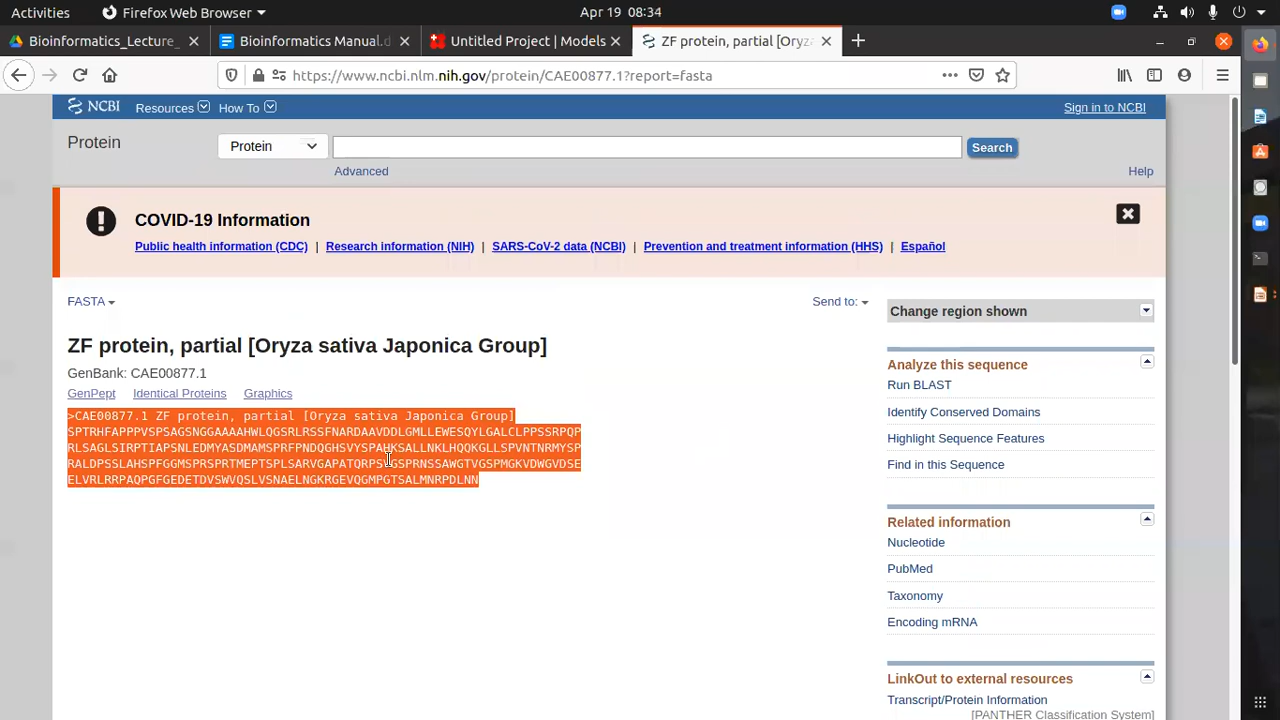 Activities
Firefox Web Browser
Apr 19 08:34
Bioinformatics_Lecture_
Bioinformatics Manual.d
Untitled Project | Models
ZF protein, partial [Oryz
https://www.ncbi.nlm.nih.gov/protein/CAE00877.1?report=fasta
NCBI Resources How To Sign in to NCBI
Protein
Protein
Search
Advanced
Help
COVID-19 Information
Public health information (CDC) | Research information (NIH) | SARS-CoV-2 data (NCBI) | Prevention and treatment information (HHS) | Español
FASTA
Send to:
ZF protein, partial [Oryza sativa Japonica Group]
GenBank: CAE00877.1
GenPept Identical Proteins Graphics
>CAE00877.1 ZF protein, partial [Oryza sativa Japonica Group]
SPTRHFAPPPVSPSAGSNGGAAAAHWLQGSRLRSSFNARDAAVDDLGMLLEWESQYLGALCLPPSSRPQP
RLSAGLSIRPTIAPSNLEDMYASDMAMSPRFPNDQGHSVYSPAHKSALLNKLHQQKGLLSPVNTNRMYSP
RALDPSSLAHSPFGGMSPRSPRTMEPTSPLSARVGAPATQRPSVGSPRNSSAWGTVGSPMGKVDWGVDSE
ELVRLRRPAQPGFGEDETDVSWVQSLVSNAELNGKRGEVQGMPGTSALMNRPDLNN
Change region shown
Analyze this sequence
Run BLAST
Identify Conserved Domains
Highlight Sequence Features
Find in this Sequence
Related information
Nucleotide
PubMed
Taxonomy
Encoding mRNA
LinkOut to external resources
Transcript/Protein Information
[PANTHER Classification System]